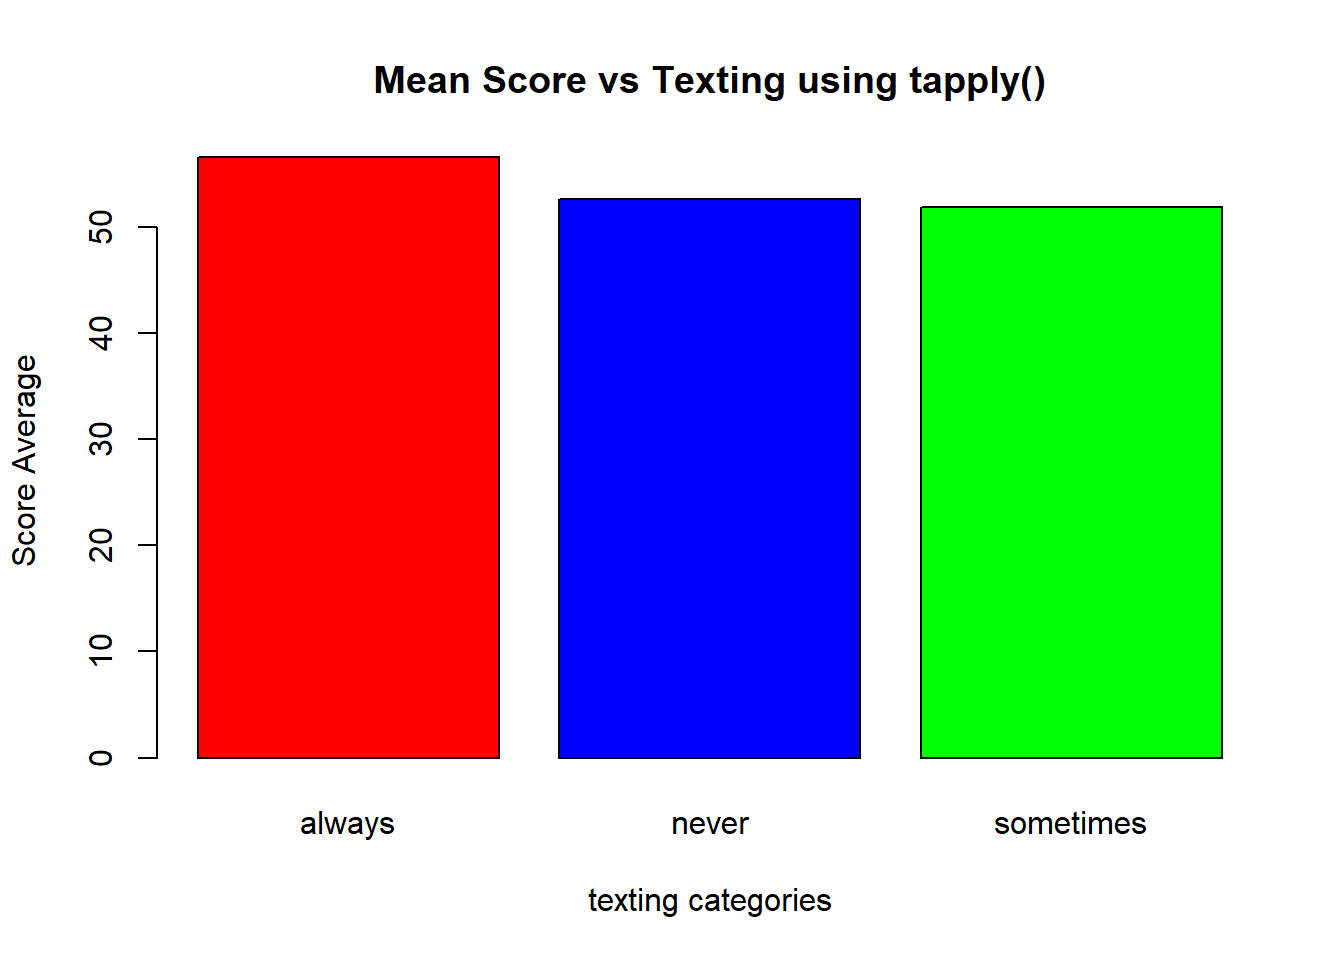 Mean Score vs Texting using tapply()
Score Average
50
40
30
20
10
0
always
never
sometimes
texting categories